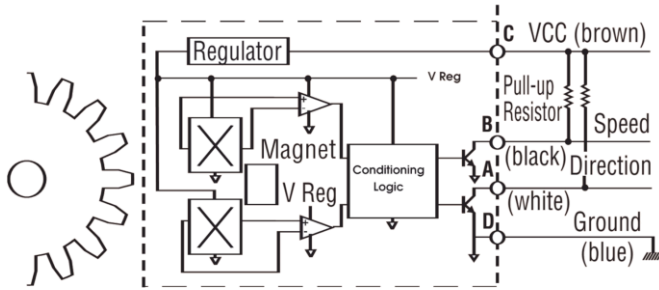 C VCC (brown)
Regulator
V Reg
Pull-up
Resistor
B
Speed
Magnet
(black)
Conditioning
Logic
A
Direction
V Reg
(white)
D
Ground
(blue)
+
-
+
-